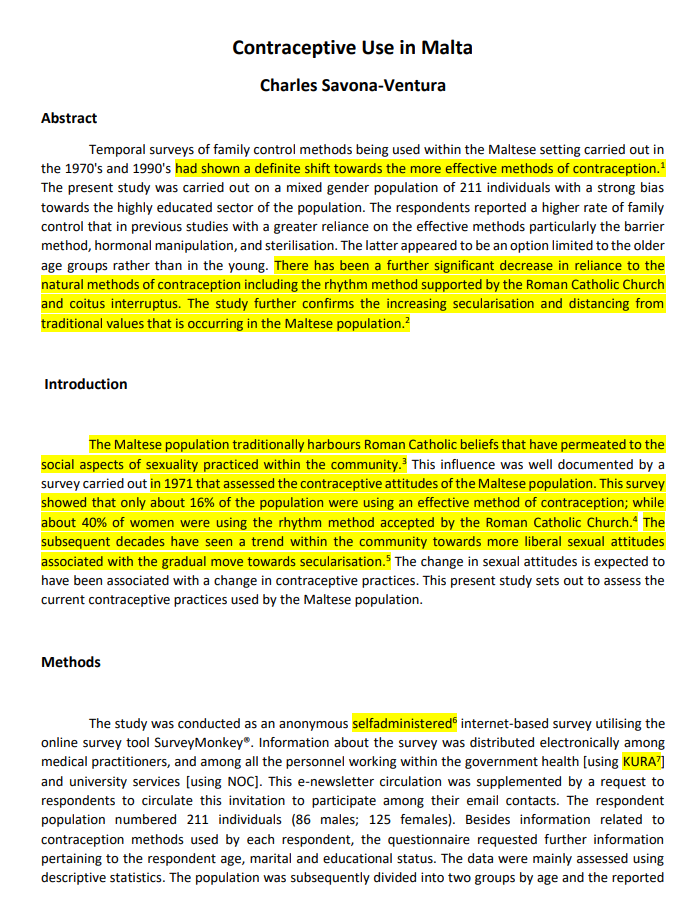 Contraceptive Use in Malta
Charles Savona-Ventura
Abstract
Temporal surveys of family control methods being used within the Maltese setting carried out in
the 1970's and 1990's had shown a definite shift towards the more effective methods of contraception.¹
The present study was carried out on a mixed gender population of 211 individuals with a strong bias
towards the highly educated sector of the population. The respondents reported a higher rate of family
control that in previous studies with a greater reliance on the effective methods particularly the barrier
method, hormonal manipulation, and sterilisation. The latter appeared to be an option limited to the older
age groups rather than in the young. There has been a further significant decrease in reliance to the
natural methods of contraception including the rhythm method supported by the Roman Catholic Church
and coitus interruptus. The study further confirms the increasing secularisation and distancing from
traditional values that is occurring in the Maltese population.²
Introduction
The Maltese population traditionally harbours Roman Catholic beliefs that have permeated to the
social aspects of sexuality practiced within the community.³ This influence was well documented by a
survey carried out in 1971 that assessed the contraceptive attitudes of the Maltese population. This survey
showed that only about 16% of the population were using an effective method of contraception; while
about 40% of women were using the rhythm method accepted by the Roman Catholic Church.⁴ The
subsequent decades have seen a trend within the community towards more liberal sexual attitudes
associated with the gradual move towards secularisation.⁵ The change in sexual attitudes is expected to
have been associated with a change in contraceptive practices. This present study sets out to assess the
current contraceptive practices used by the Maltese population.
Methods
The study was conducted as an anonymous selfadministered⁶ internet-based survey utilising the
online survey tool SurveyMonkey®. Information about the survey was distributed electronically among
medical practitioners, and among all the personnel working within the government health [using KURA⁷]
and university services [using NOC]. This e-newsletter circulation was supplemented by a request to
respondents to circulate this invitation to participate among their email contacts. The respondent
population numbered 211 individuals (86 males; 125 females). Besides information related to
contraception methods used by each respondent, the questionnaire requested further information
pertaining to the respondent age, marital and educational status. The data were mainly assessed using
descriptive statistics. The population was subsequently divided into two groups by age and the reported